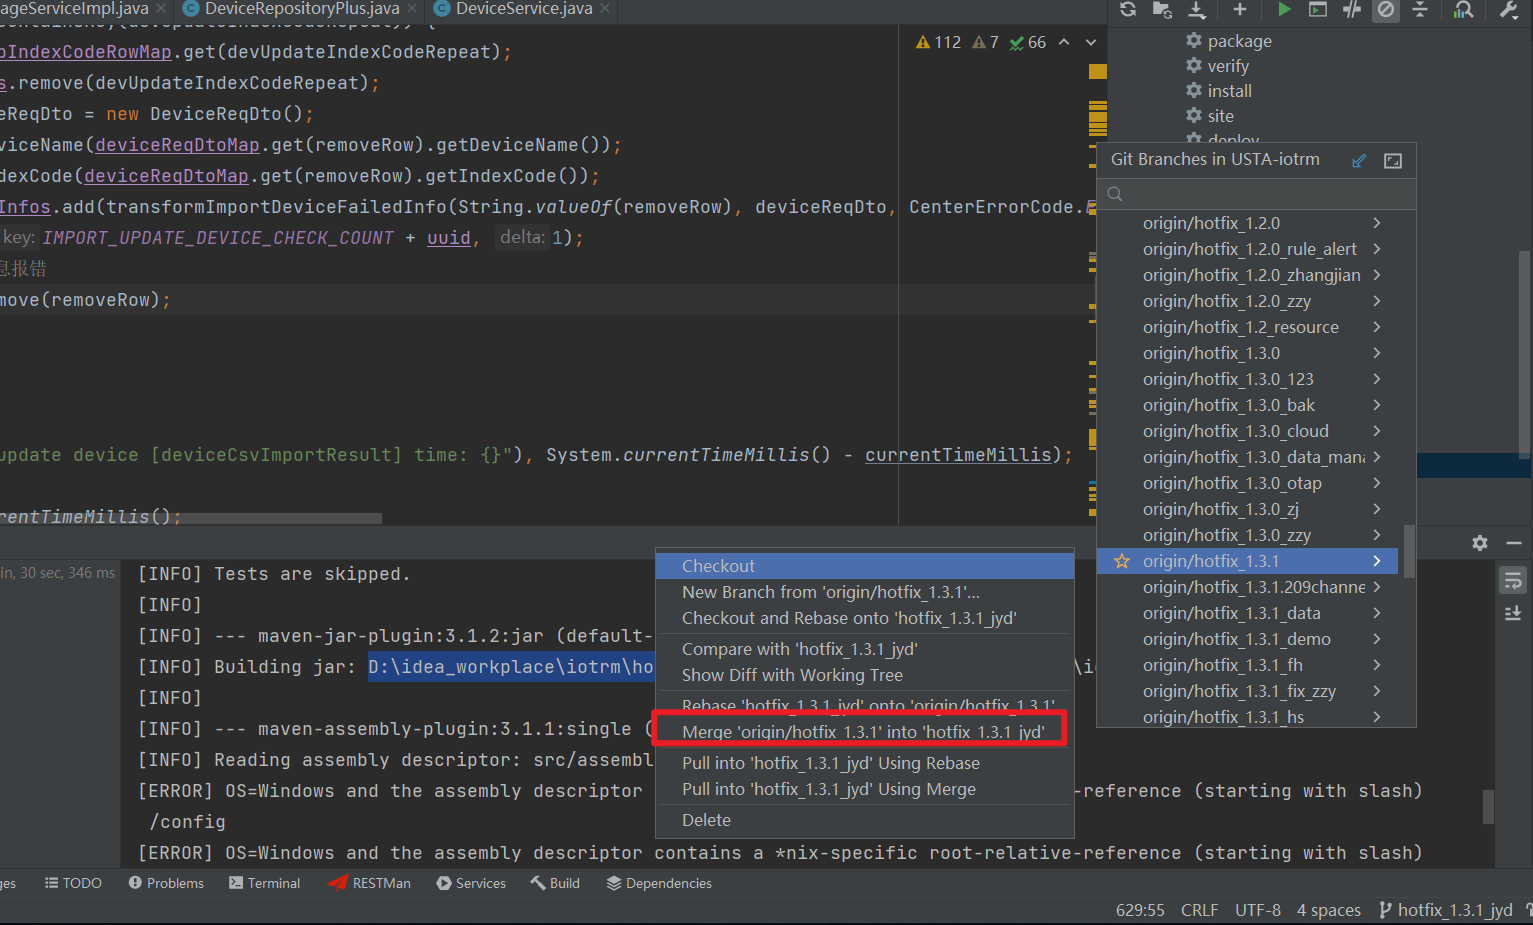 ageServiceImpl.java
DeviceRepositoryPlus.java
DeviceService.java
pIndexCodeRowMap.get(devUpdateIndexCodeRepeat);
s.remove(devUpdateIndexCodeRepeat);
eReqDto = new DeviceReqDto();
viceName(deviceReqDtoMap.get(removeRow).getDeviceName());
dexCode(deviceReqDtoMap.get(removeRow).getIndexCode());
Infos.add(transformImportDeviceFailedInfo(String.valueOf(removeRow), deviceReqDto, CenterErrorCode.
key: IMPORT_UPDATE_DEVICE_CHECK_COUNT + uuid, delta: 1);
息报错
move(removeRow);
update device [deviceCsvImportResult] time: {}"), System.currentTimeMillis() - currentTimeMillis);
rentTimeMillis();
112 7 66
package
verify
install
site
deploy
Git Branches in USTA-iotrm
origin/hotfix_1.2.0
origin/hotfix_1.2.0_rule_alert
origin/hotfix_1.2.0_zhangjian
origin/hotfix_1.2.0_zzy
origin/hotfix_1.2_resource
origin/hotfix_1.3.0
origin/hotfix_1.3.0_123
origin/hotfix_1.3.0_bak
origin/hotfix_1.3.0_cloud
origin/hotfix_1.3.0_data_mana
origin/hotfix_1.3.0_otap
origin/hotfix_1.3.0_zj
origin/hotfix_1.3.0_zzy
origin/hotfix_1.3.1
origin/hotfix_1.3.1.209channe
origin/hotfix_1.3.1_data
origin/hotfix_1.3.1_demo
origin/hotfix_1.3.1_fh
origin/hotfix_1.3.1_fix_zzy
origin/hotfix_1.3.1_hs
Checkout
New Branch from 'origin/hotfix_1.3.1'...
Checkout and Rebase onto 'hotfix_1.3.1_jyd'
Compare with 'hotfix_1.3.1_jyd'
Show Diff with Working Tree
Rebase 'hotfix_1.3.1_jyd' onto 'origin/hotfix_1.3.1'
Merge 'origin/hotfix_1.3.1' into 'hotfix_1.3.1_jyd'
Pull into 'hotfix_1.3.1_jyd' Using Rebase
Pull into 'hotfix_1.3.1_jyd' Using Merge
Delete
in, 30 sec, 346 ms
[INFO] Tests are skipped.
[INFO]
[INFO] --- maven-jar-plugin:3.1.2:jar (default-
[INFO] Building jar: D:\idea_workplace\iotrm\ho
[INFO]
[INFO] --- maven-assembly-plugin:3.1.1:single (
[INFO] Reading assembly descriptor: src/assembl
[ERROR] OS=Windows and the assembly descriptor -reference (starting with slash)
/config
[ERROR] OS=Windows and the assembly descriptor contains a *nix-specific root-relative-reference (starting with slash)
ges
TODO
Problems
Terminal
RESTMan
Services
Build
Dependencies
629:55 CRLF UTF-8 4 spaces hotfix_1.3.1_jyd